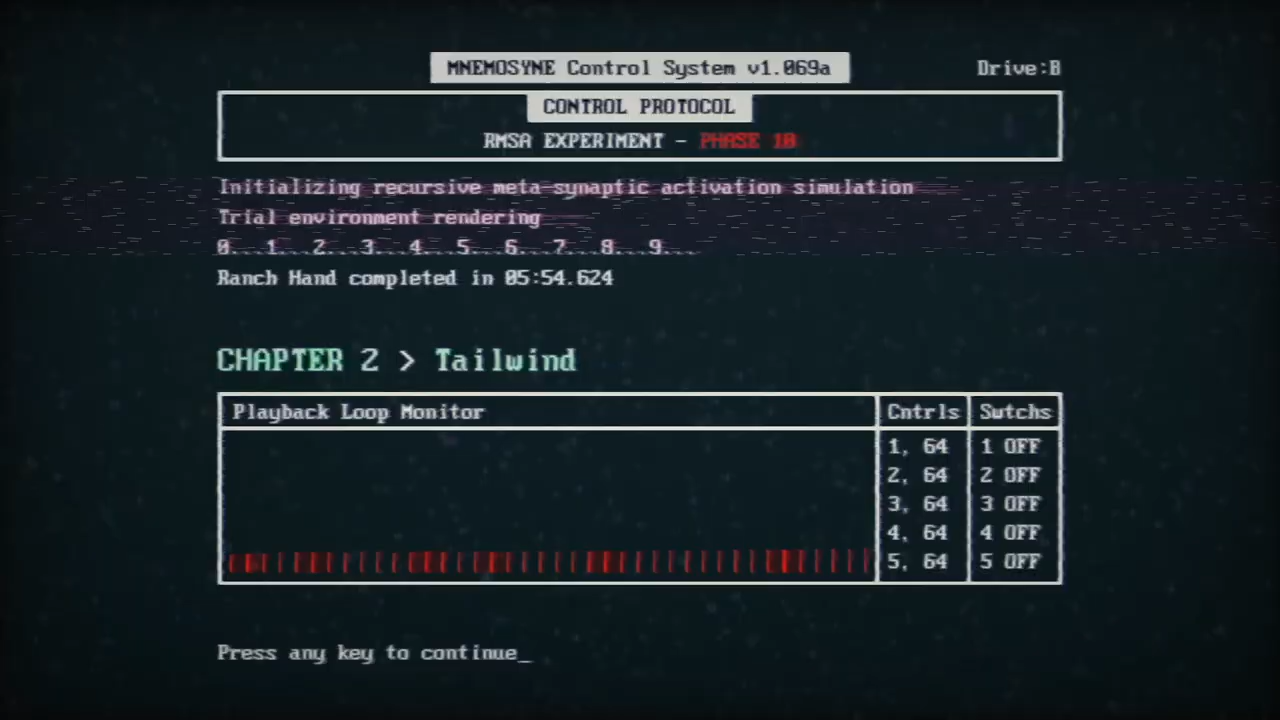 MNEMOSYNE Control System v1.069a Drive:B
CONTROL PROTOCOL
RMSA EXPERIMENT - PHASE 10
Initializing recursive meta-synaptic activation simulation
Trial environment rendering
0...1...2...3...4...5...6...7...8...9...
Ranch Hand completed in 05:54.624
CHAPTER 2 > Tailwind
Playback Loop Monitor Cntrls Swtchs
1, 64 1 OFF
2, 64 2 OFF
3, 64 3 OFF
4, 64 4 OFF
5, 64 5 OFF
Press any key to continue_